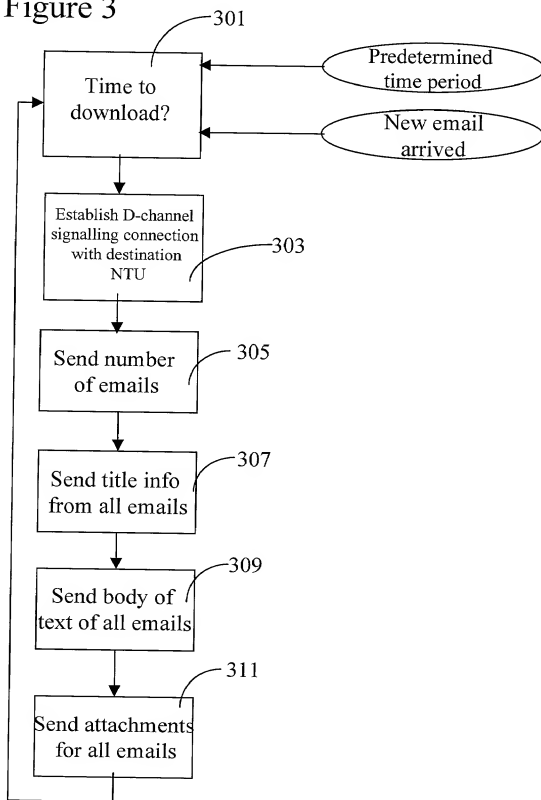 Figure 3
301
Time to
download?
Predetermined
time period
New email
arrived
Establish D-channel
signalling connection
with destination
NTU
303
Send number
of emails
305
Send title info
from all emails
307
Send body of
text of all emails
309
Send attachments
for all emails
311